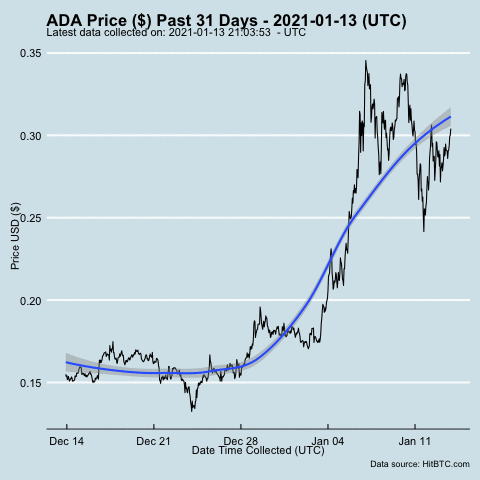 ADA Price ($) Past 31 Days - 2021-01-13 (UTC)
Latest data collected on: 2021-01-13 21:03:53 - UTC
0.35
0.30
0.25
0.20
0.15
Price USD ($)
Dec 14
Dec 21
Dec 28
Jan 04
Jan 11
Date Time Collected (UTC)
Data source: HitBTC.com